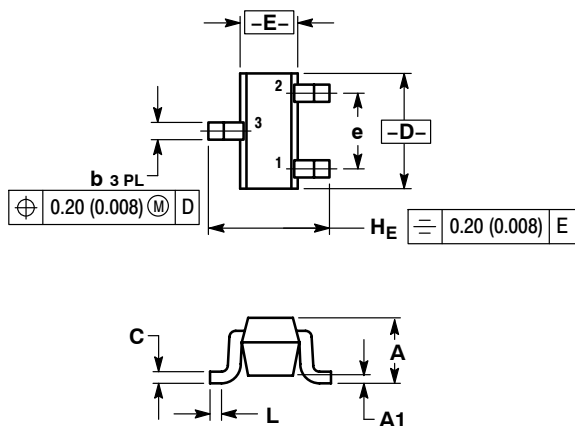 –E–
2
3
e
–D–
1
b 3 PL
⌖ 0.20 (0.008) Ⓜ D
HE
⌯ 0.20 (0.008) E
C
A
L
A1